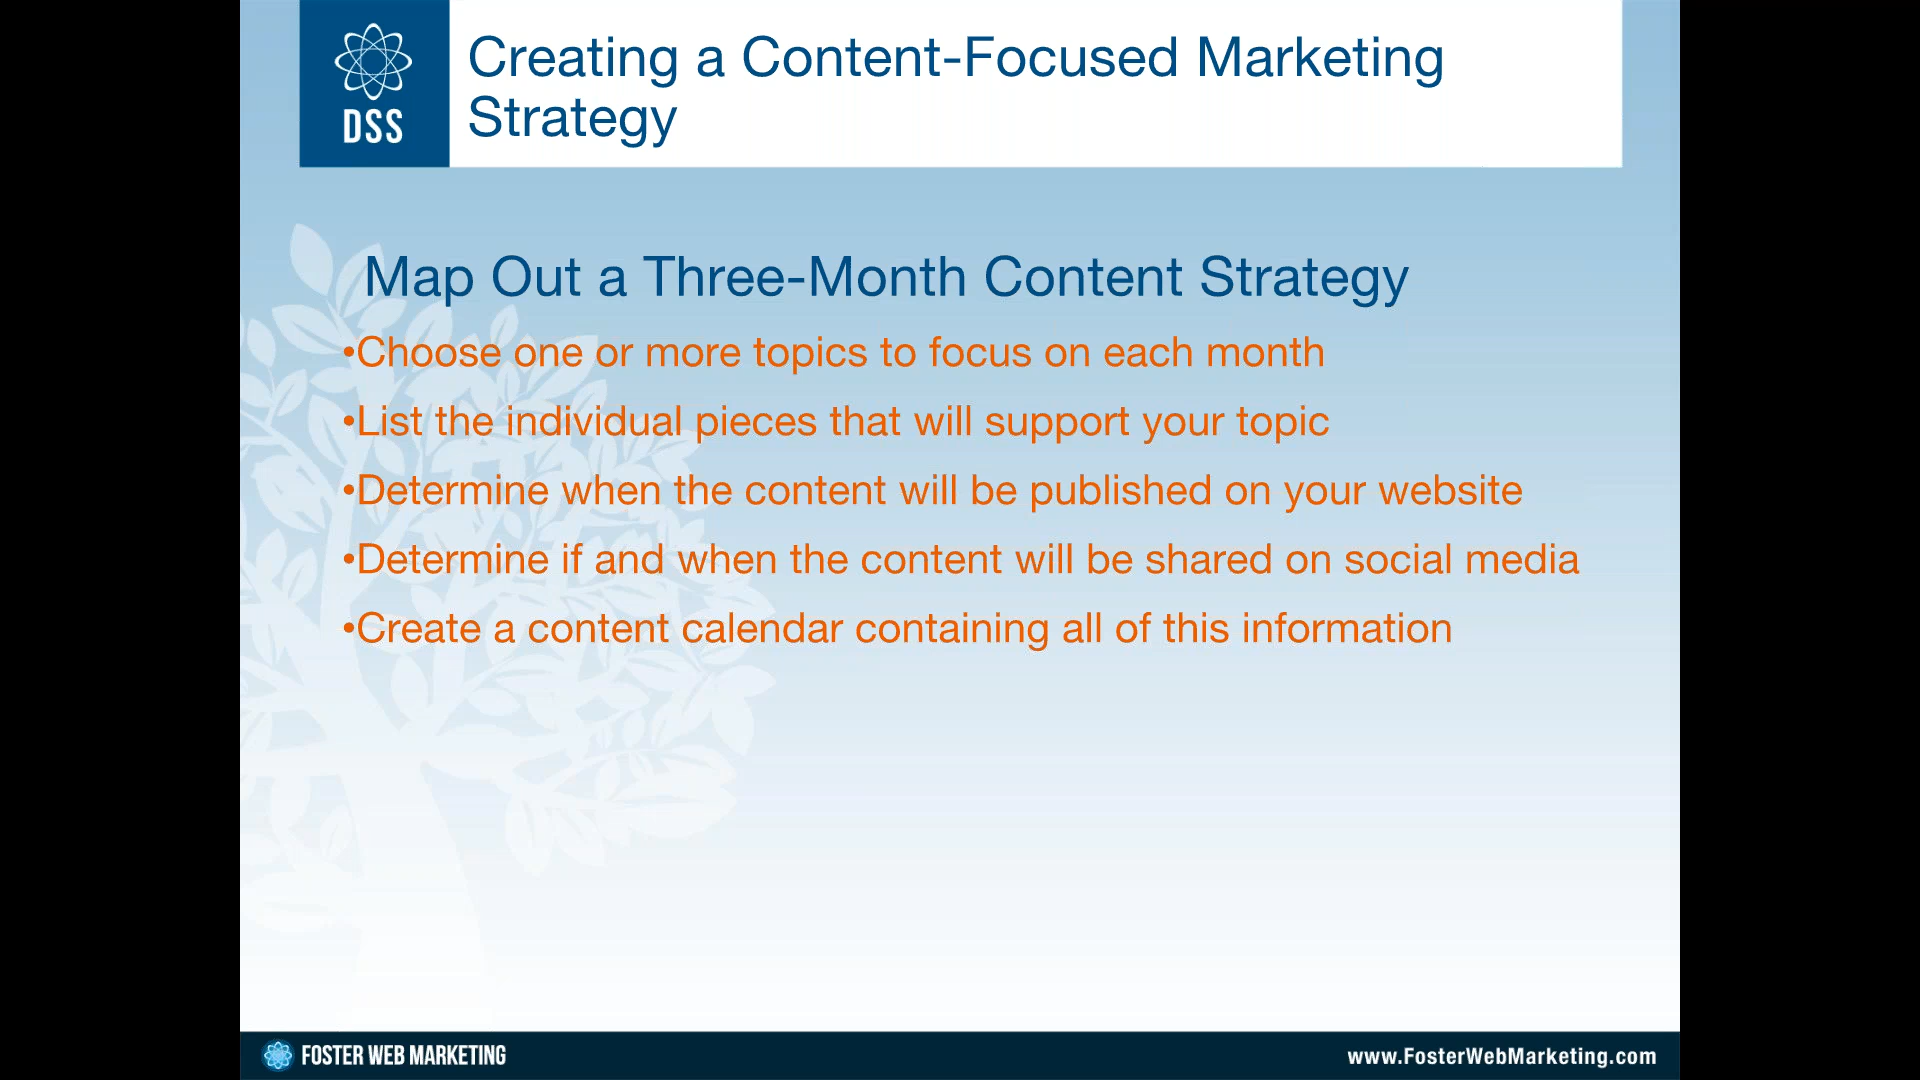 DSS
Creating a Content-Focused Marketing
Strategy
Map Out a Three-Month Content Strategy
•Choose one or more topics to focus on each month
•List the individual pieces that will support your topic
•Determine when the content will be published on your website
•Determine if and when the content will be shared on social media
•Create a content calendar containing all of this information
FOSTER WEB MARKETING
www.FosterWebMarketing.com